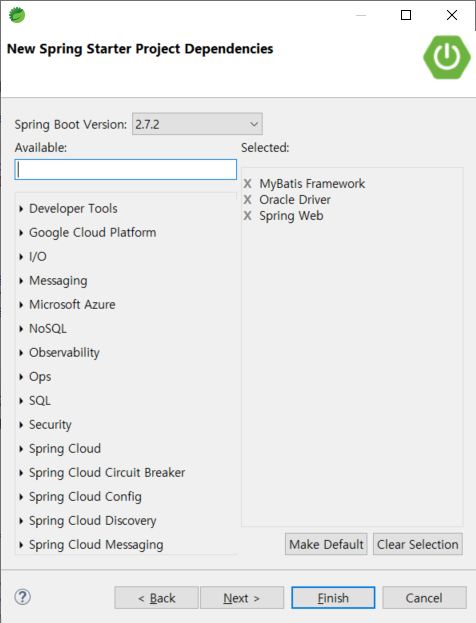 New Spring Starter Project Dependencies
Spring Boot Version: 2.7.2
Available:
Selected:
Developer Tools
Google Cloud Platform
I/O
Messaging
Microsoft Azure
NoSQL
Observability
Ops
SQL
Security
Spring Cloud
Spring Cloud Circuit Breaker
Spring Cloud Config
Spring Cloud Discovery
Spring Cloud Messaging
X MyBatis Framework
X Oracle Driver
X Spring Web
Make Default
Clear Selection
?
< Back
Next >
Finish
Cancel